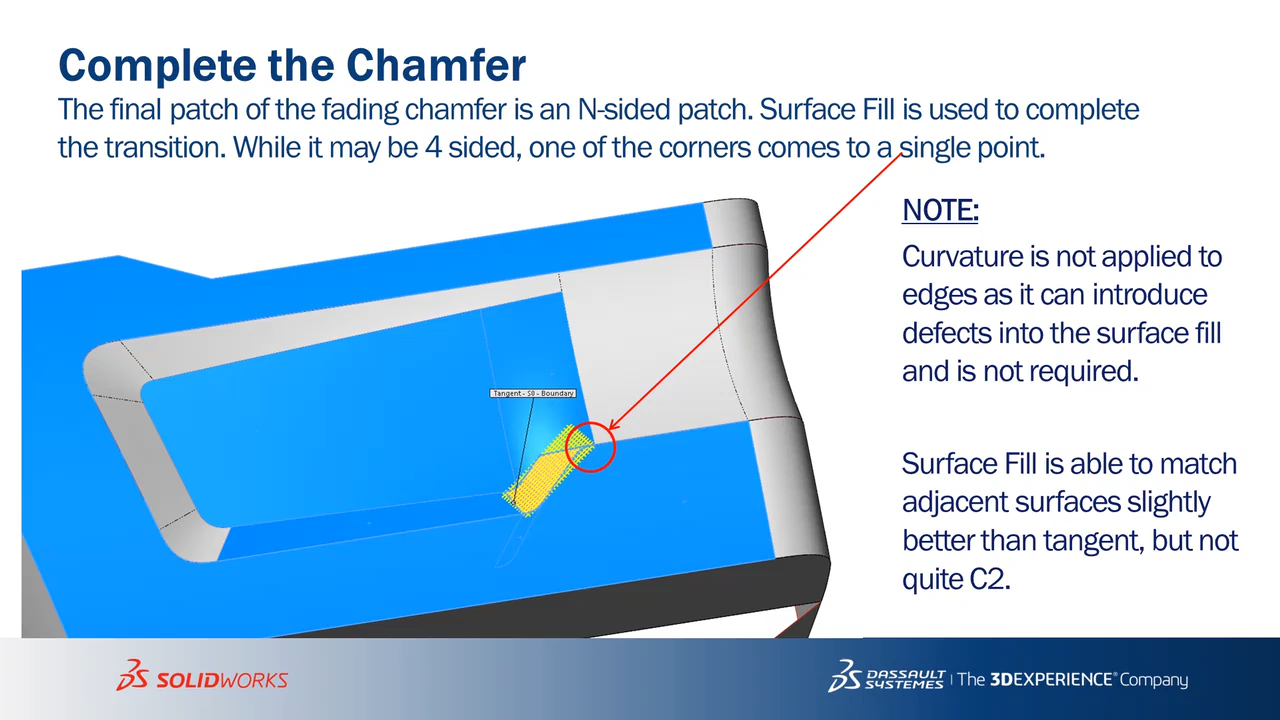 Complete the Chamfer
The final patch of the fading chamfer is an N-sided patch. Surface Fill is used to complete
the transition. While it may be 4 sided, one of the corners comes to a single point.
NOTE:
Curvature is not applied to
edges as it can introduce
defects into the surface fill
and is not required.
Tangent - S0 - Boundary
Surface Fill is able to match
adjacent surfaces slightly
better than tangent, but not
quite C2.
SOLIDWORKS
DASSAULT
SYSTEMES
The 3DEXPERIENCE® Company